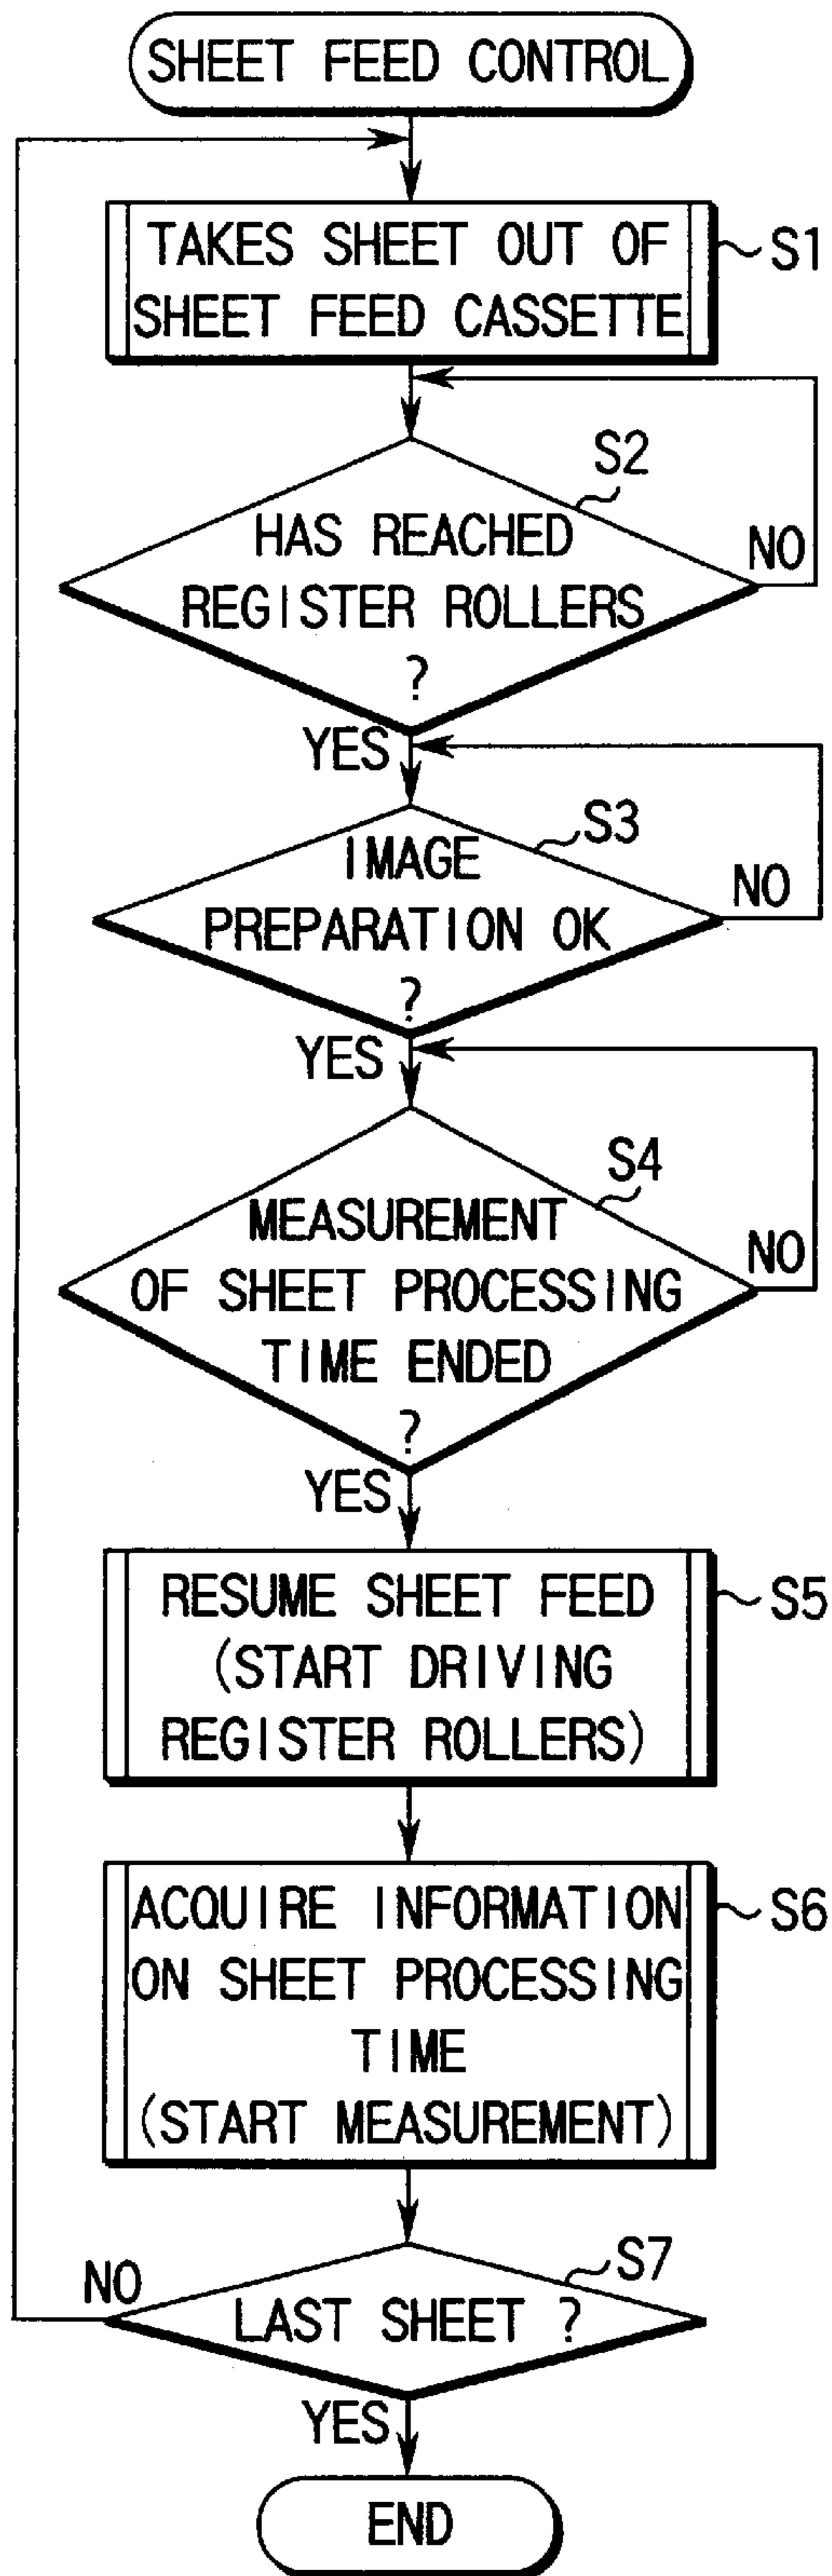 SHEET FEED CONTROL
TAKES SHEET OUT OF
SHEET FEED CASSETTE
S1
S2
HAS REACHED
REGISTER ROLLERS
?
NO
YES
S3
IMAGE
PREPARATION OK
?
NO
YES
S4
MEASUREMENT
OF SHEET PROCESSING
TIME ENDED
?
NO
YES
RESUME SHEET FEED
(START DRIVING
REGISTER ROLLERS)
S5
ACQUIRE INFORMATION
ON SHEET PROCESSING
TIME
(START MEASUREMENT)
S6
S7
NO
LAST SHEET ?
YES
END